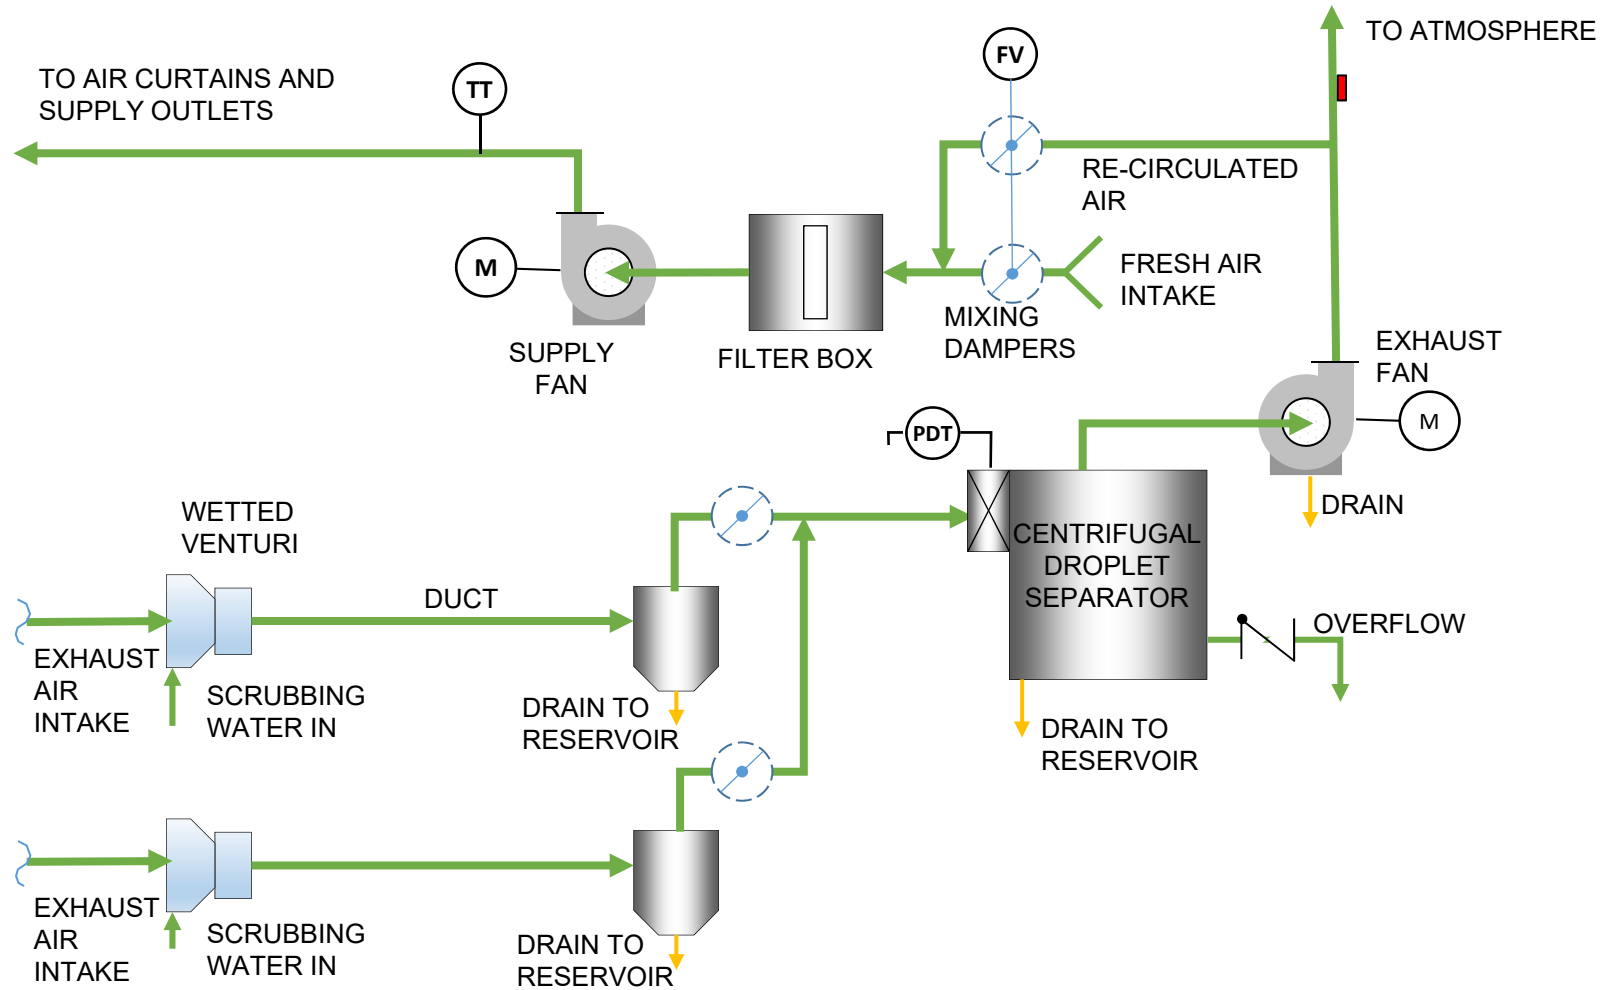 TO ATMOSPHERE
FV
TO AIR CURTAINS AND
SUPPLY OUTLETS
TT
RE-CIRCULATED
AIR
FRESH AIR
INTAKE
M
MIXING
DAMPERS
SUPPLY
FAN
FILTER BOX
EXHAUST
FAN
M
PDT
DRAIN
WETTED
VENTURI
CENTRIFUGAL
DROPLET
SEPARATOR
DUCT
OVERFLOW
EXHAUST
AIR
INTAKE
SCRUBBING
WATER IN
DRAIN TO
RESERVOIR
DRAIN TO
RESERVOIR
EXHAUST
AIR
INTAKE
SCRUBBING
WATER IN
DRAIN TO
RESERVOIR